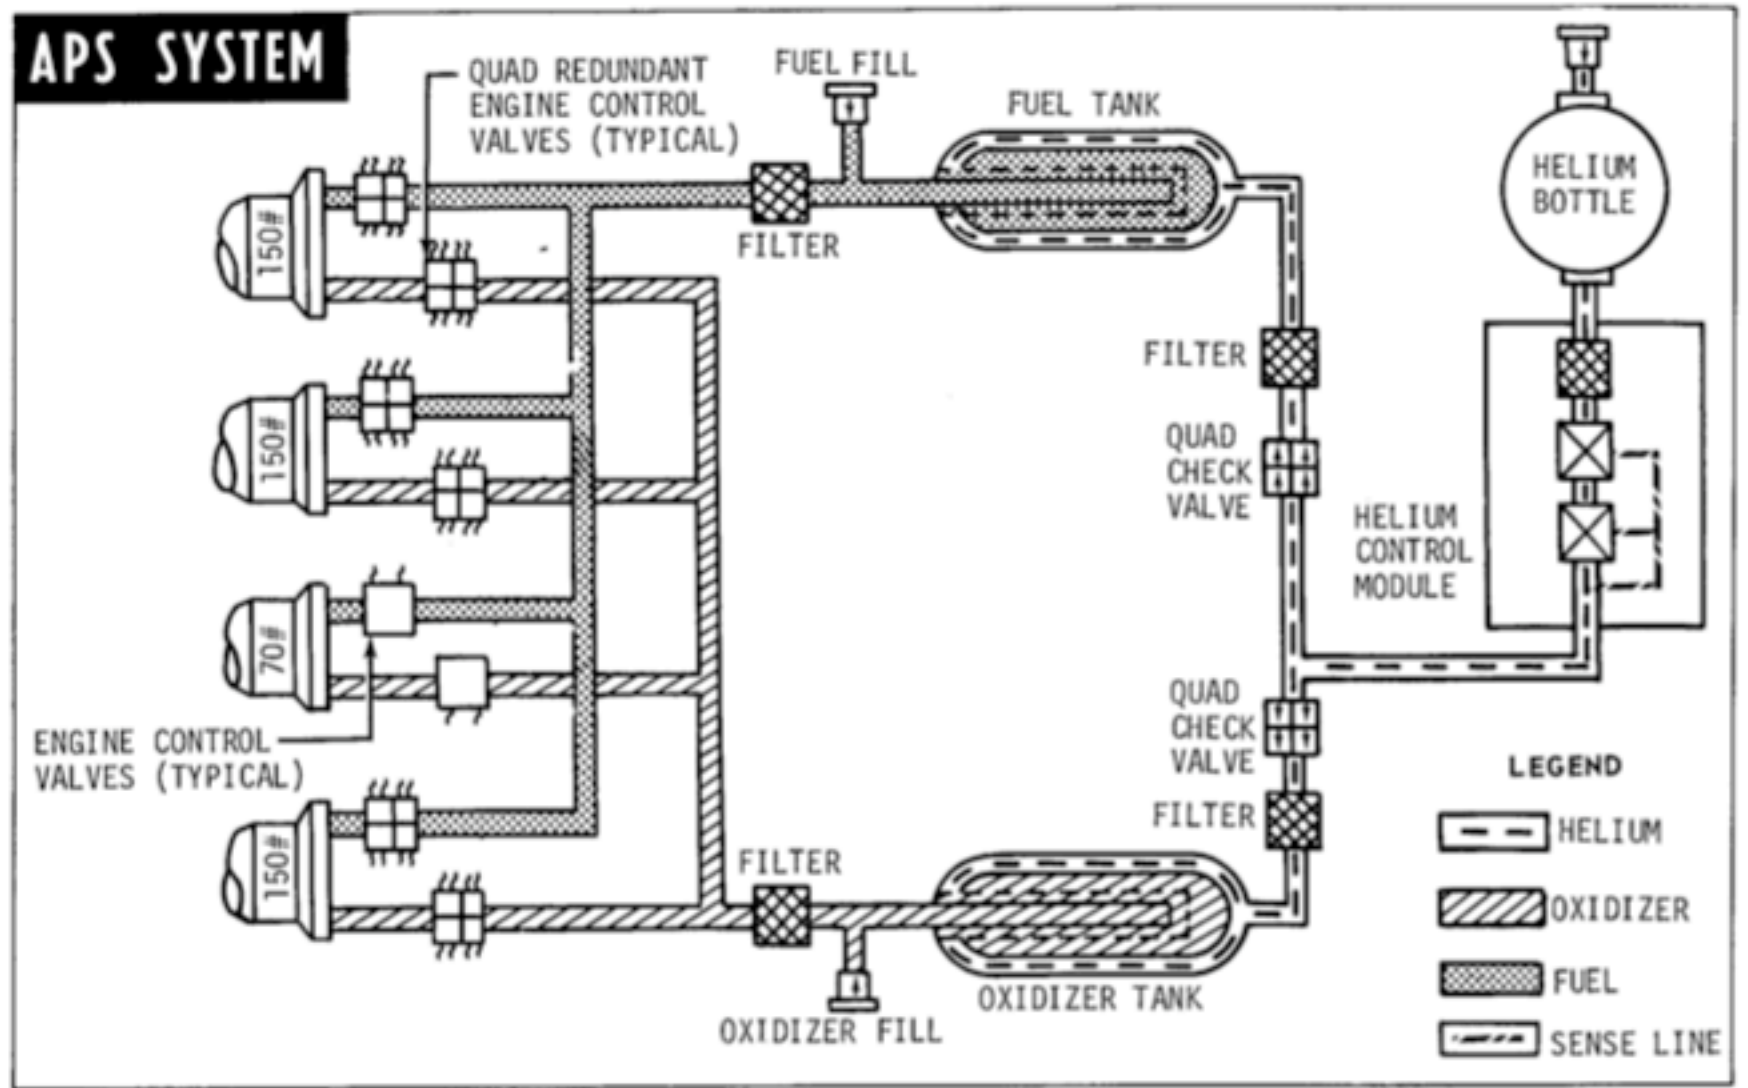 APS SYSTEM
QUAD REDUNDANT
ENGINE CONTROL
VALVES (TYPICAL)
FUEL FILL
FUEL TANK
HELIUM
BOTTLE
150#
FILTER
FILTER
150#
QUAD
CHECK
VALVE
HELIUM
CONTROL
MODULE
70#
ENGINE CONTROL
VALVES (TYPICAL)
QUAD
CHECK
VALVE
FILTER
150#
FILTER
OXIDIZER TANK
OXIDIZER FILL
LEGEND
HELIUM
OXIDIZER
FUEL
SENSE LINE